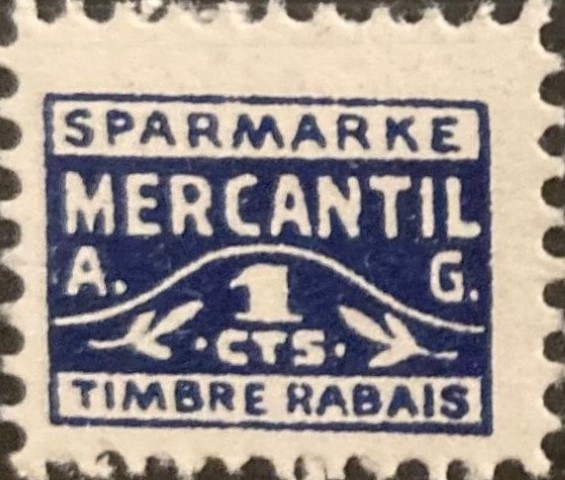 SPARMARKE
MERCANTIL
A. G.
1
·CTS·
TIMBRE RABAIS